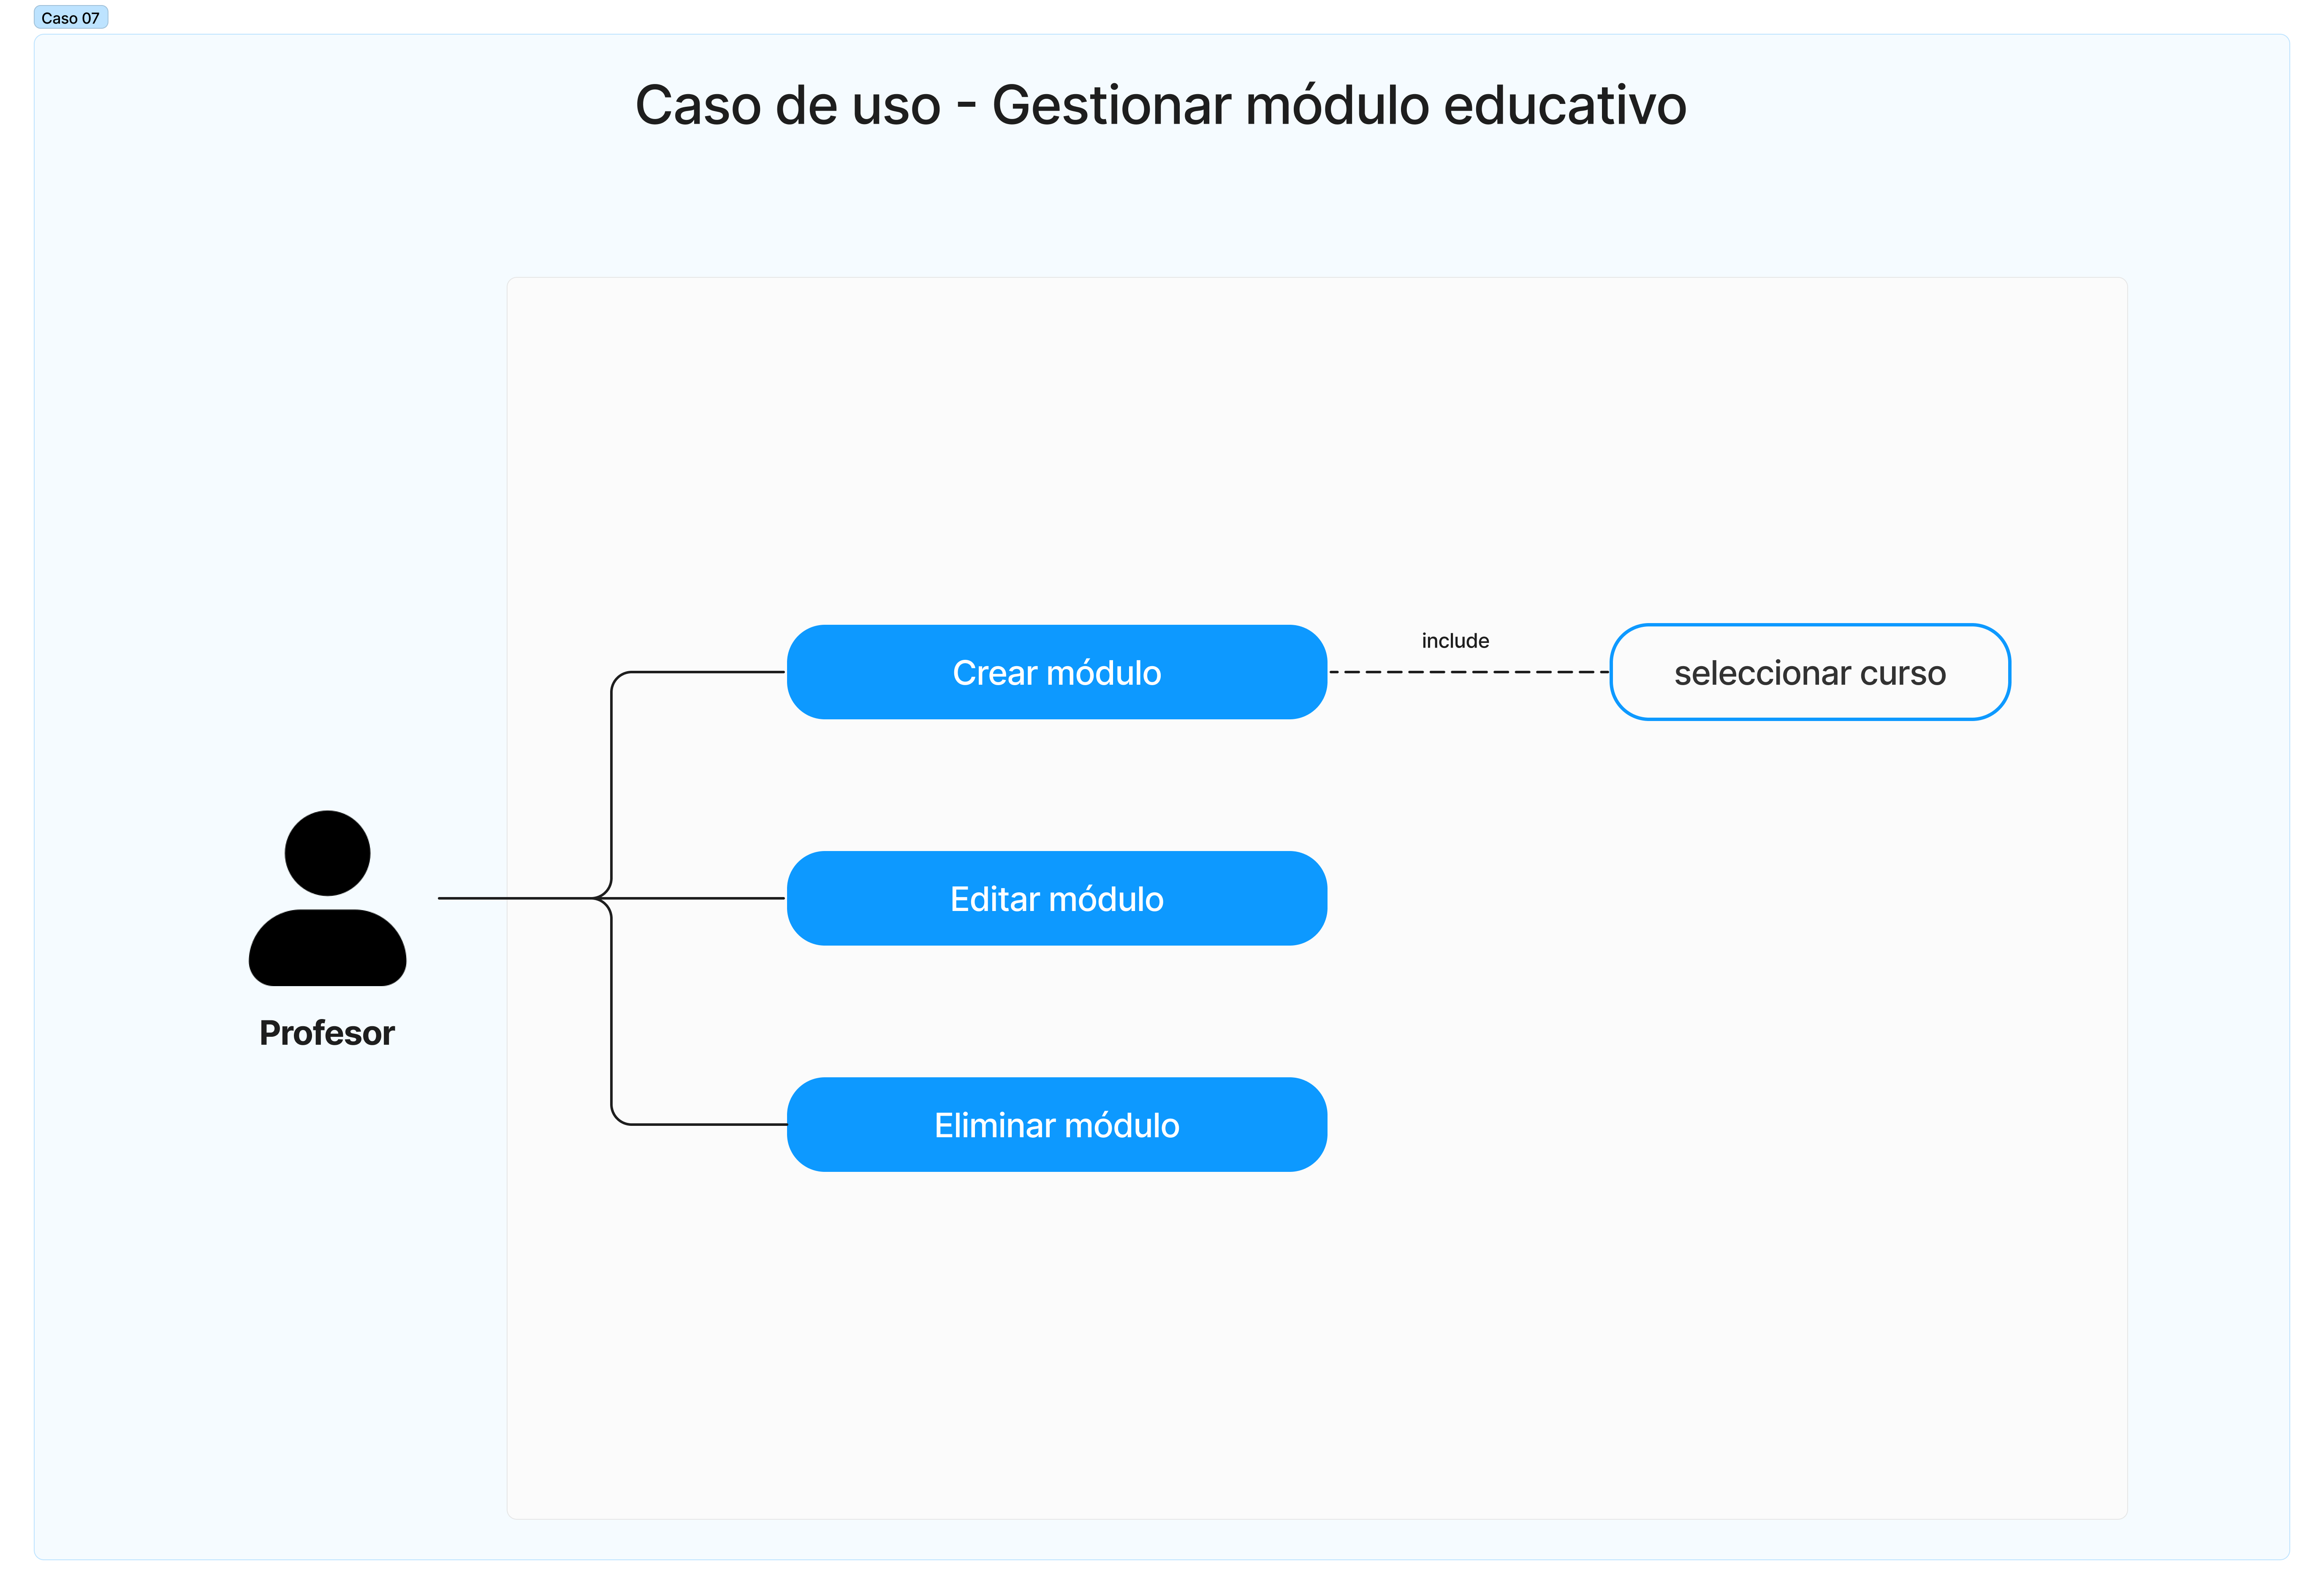 Caso 07
Caso de uso - Gestionar módulo educativo
include
Crear módulo
seleccionar curso
Editar módulo
Profesor
Eliminar módulo